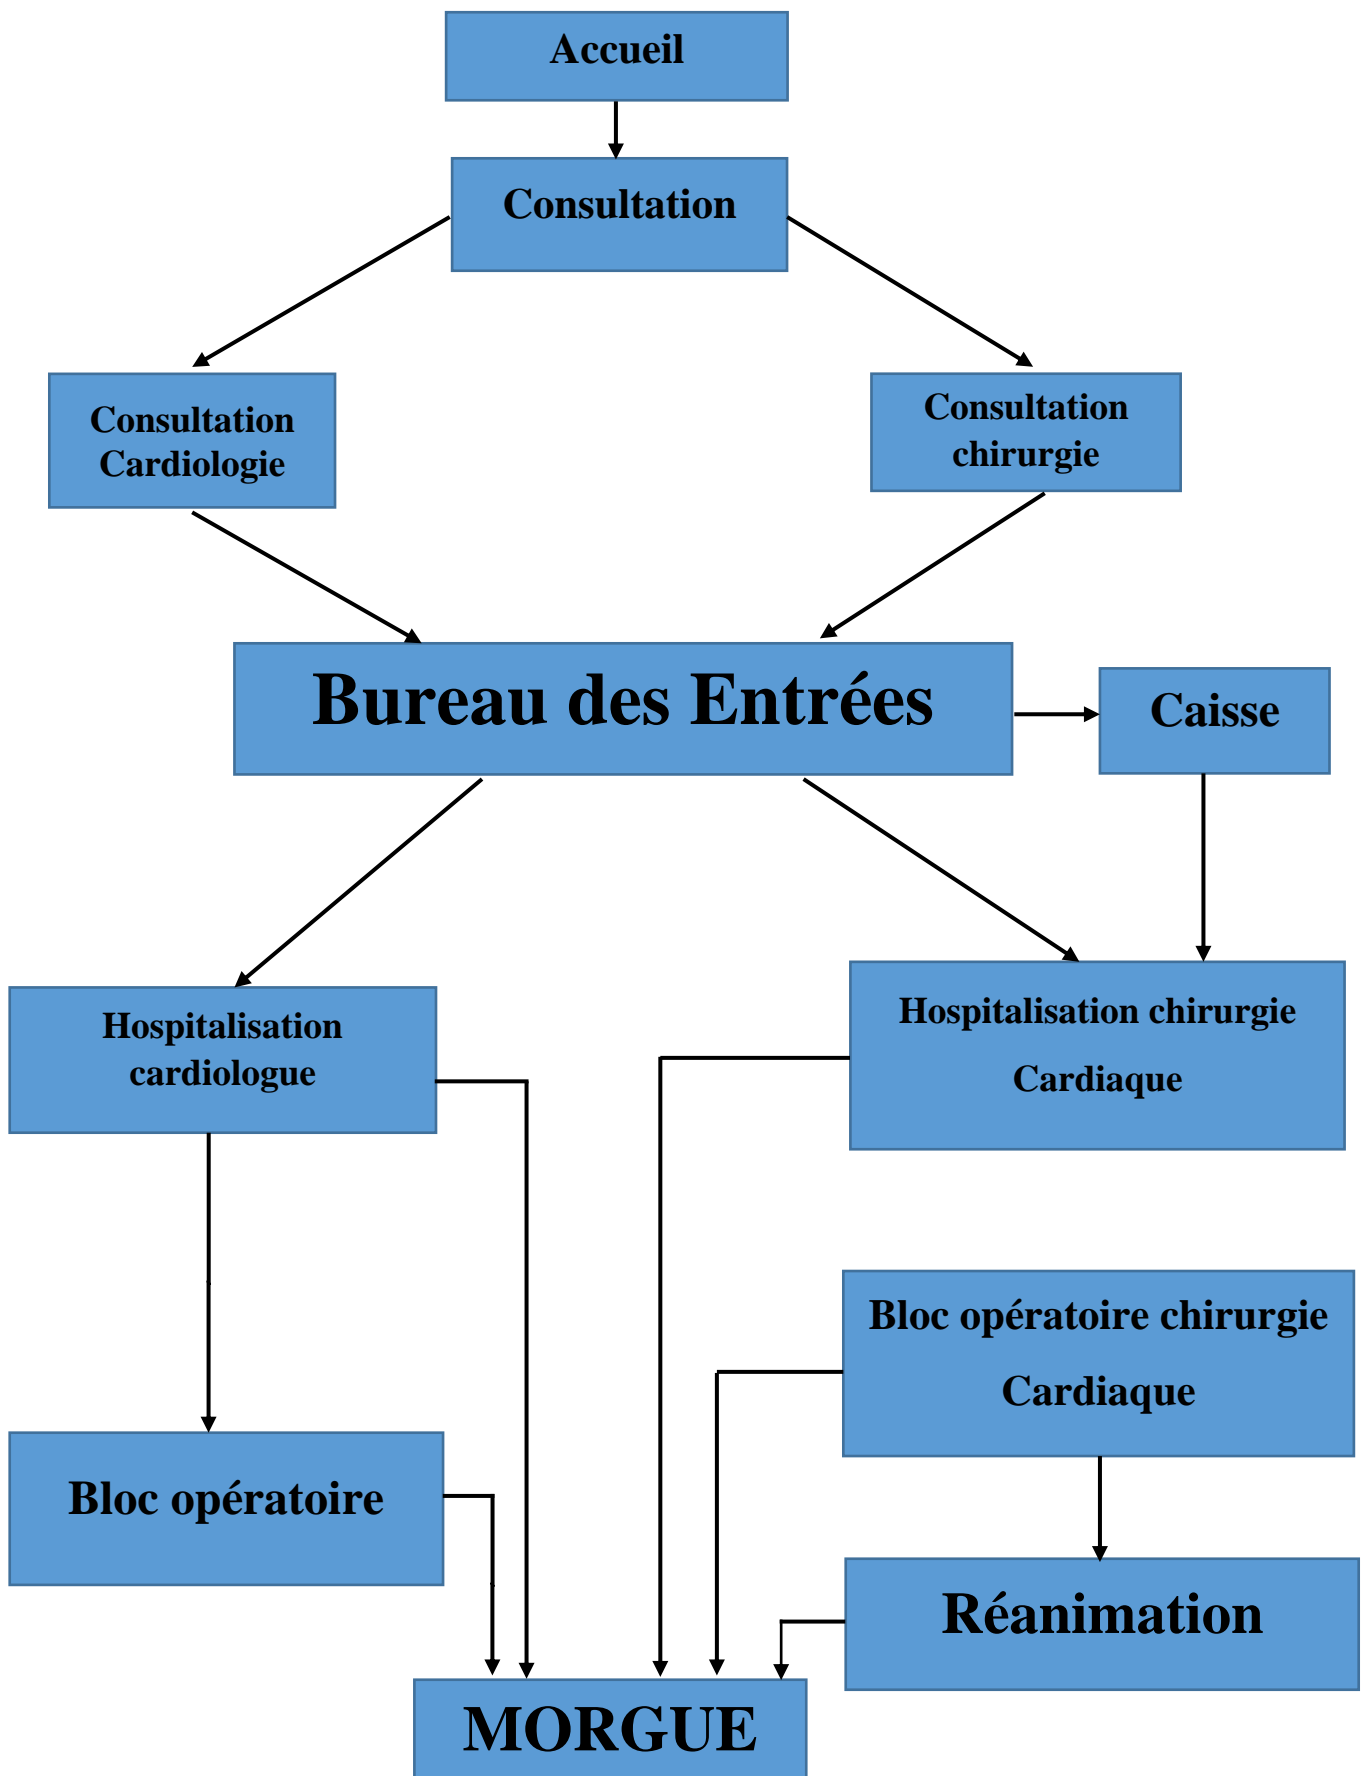 Accueil
Consultation
Consultation
Cardiologie
Consultation
chirurgie
Bureau des Entrées
Caisse
Hospitalisation
cardiologue
Hospitalisation chirurgie
Cardiaque
Bloc opératoire chirurgie
Cardiaque
Bloc opératoire
Réanimation
MORGUE